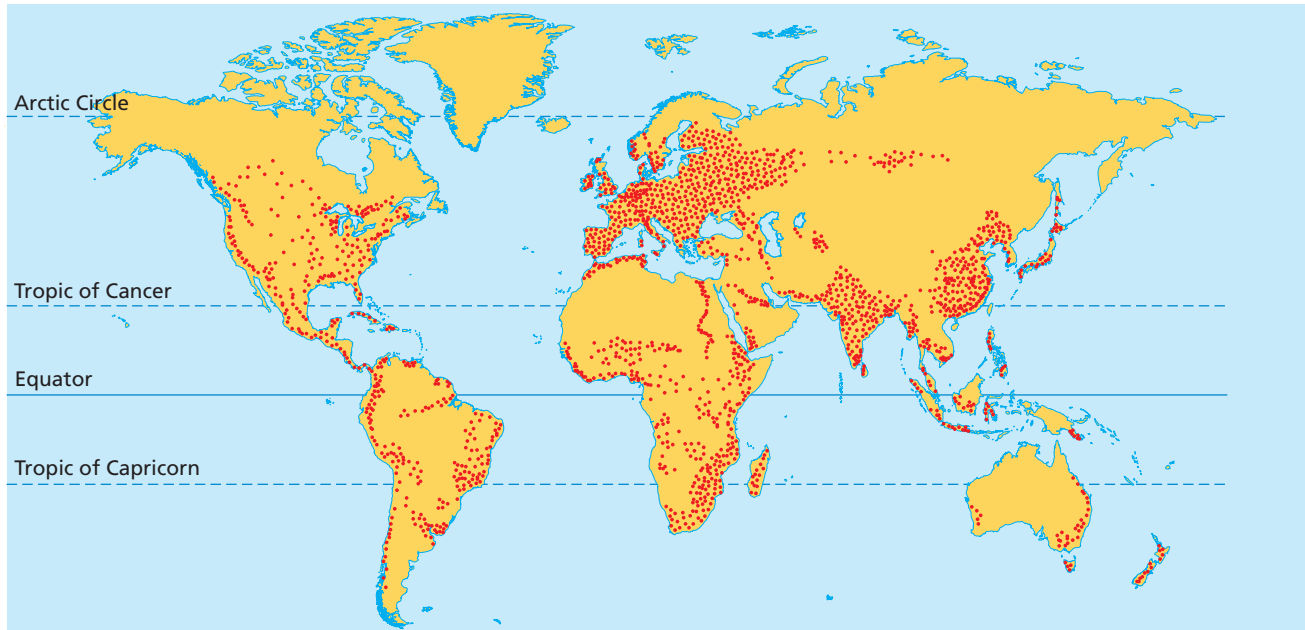 Arctic Circle
Tropic of Cancer
Equator
Tropic of Capricorn